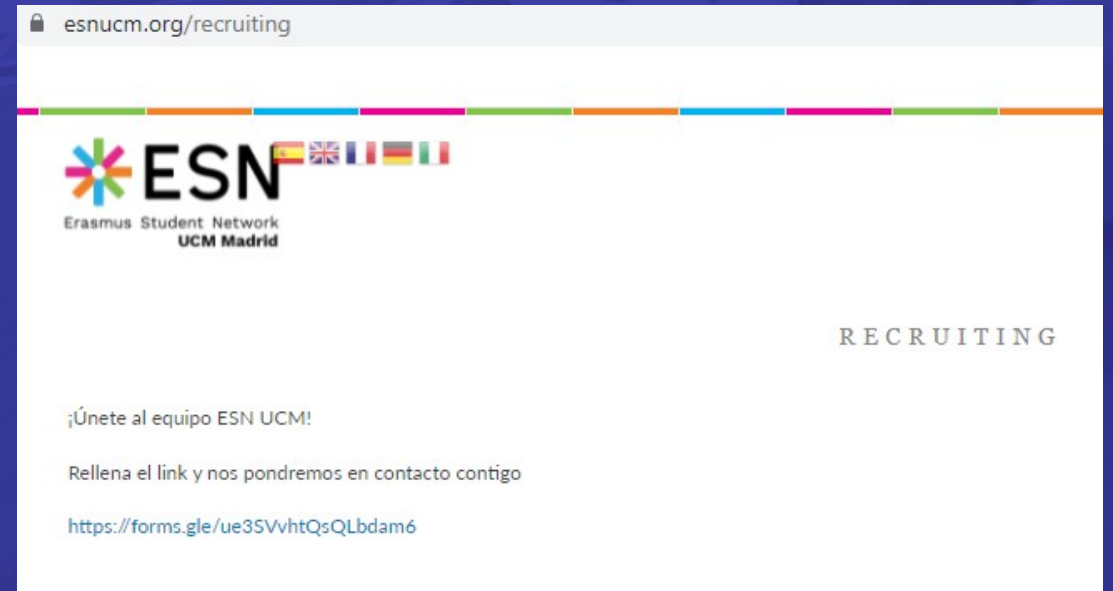 esnucm.org/recruiting
ESN
Erasmus Student Network
UCM Madrid
RECRUITING
¡Únete al equipo ESN UCM!
Rellena el link y nos pondremos en contacto contigo
https://forms.gle/ue3SVvhtQsQLbdam6